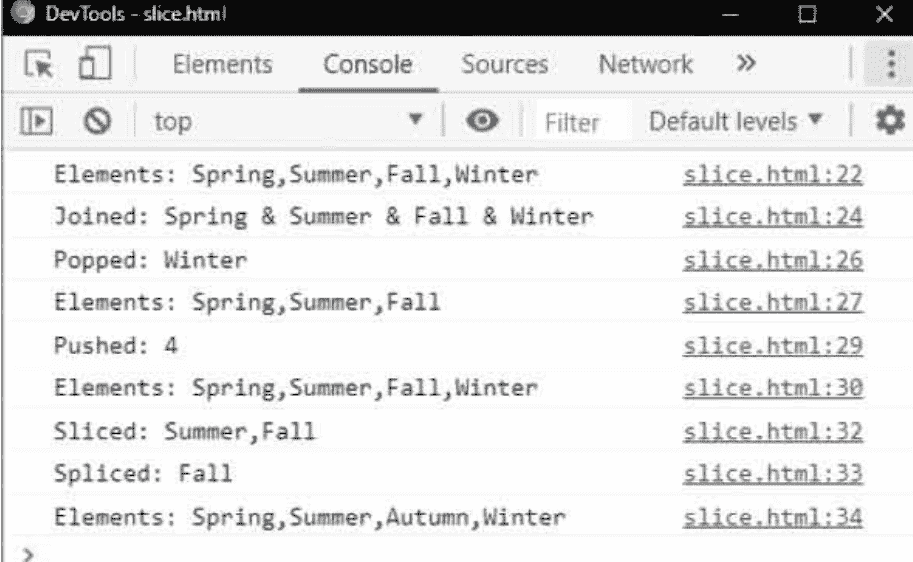 DevTools - slice.html
Elements Console Sources Network »
top Filter Default levels
Elements: Spring,Summer,Fall,Winter slice.html:22
Joined: Spring & Summer & Fall & Winter slice.html:24
Popped: Winter slice.html:26
Elements: Spring,Summer,Fall slice.html:27
Pushed: 4 slice.html:29
Elements: Spring,Summer,Fall,Winter slice.html:30
Sliced: Summer,Fall slice.html:32
Spliced: Fall slice.html:33
Elements: Spring,Summer,Autumn,Winter slice.html:34
>